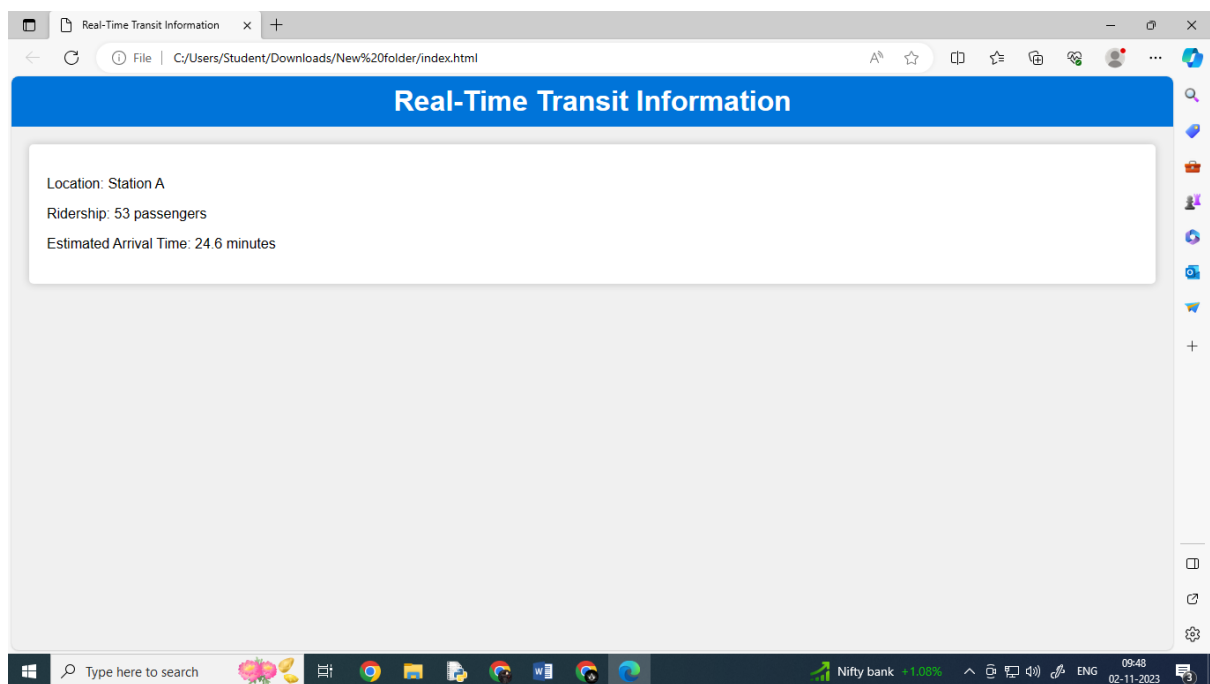 Real-Time Transit Information
File | C:/Users/Student/Downloads/New%20folder/index.html
Real-Time Transit Information
Location: Station A
Ridership: 53 passengers
Estimated Arrival Time: 24.6 minutes
Type here to search
Nifty bank +1.08%
ENG
09:48
02-11-2023
3